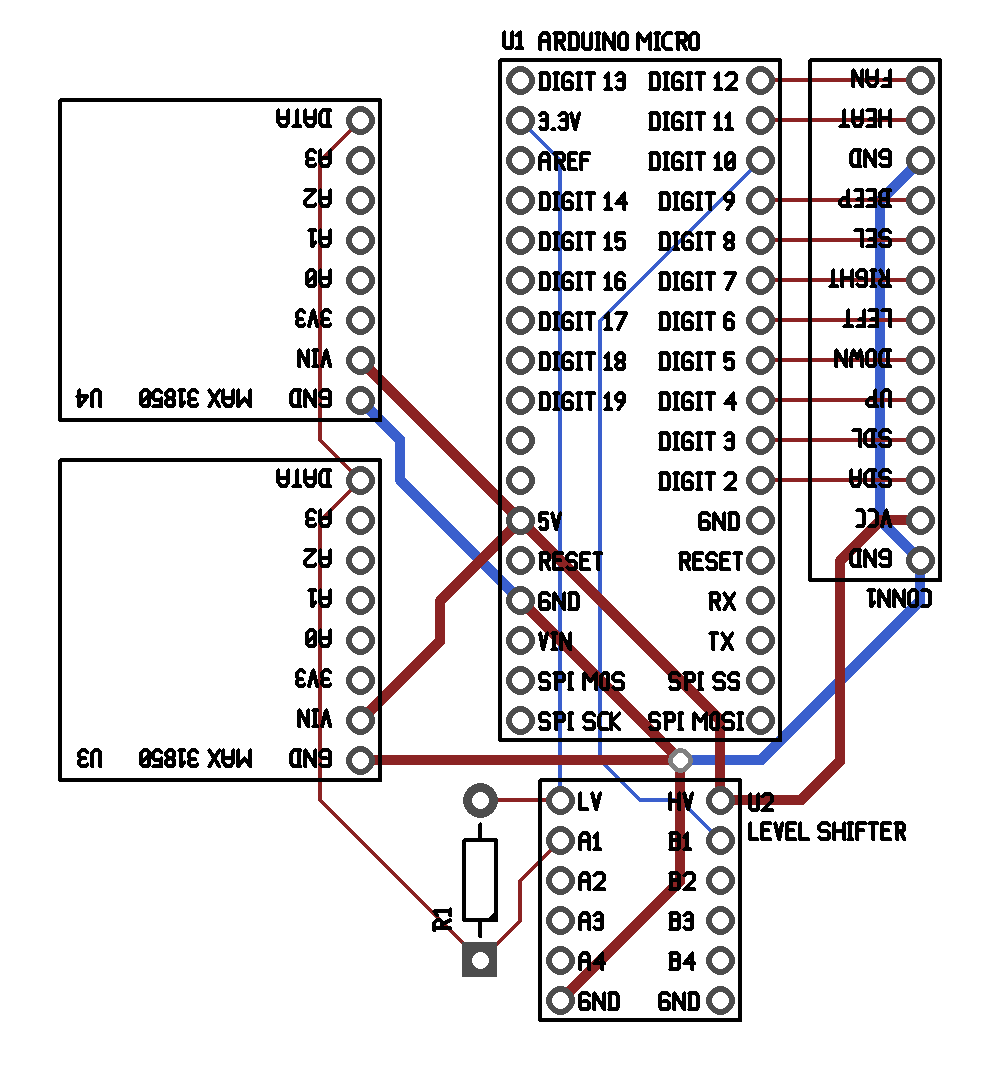 U1 ARDUINO MICRO
DIGIT 13 DIGIT 12
3.3V DIGIT 11
AREF DIGIT 10
DIGIT 14 DIGIT 9
DIGIT 15 DIGIT 8
DIGIT 16 DIGIT 7
DIGIT 17 DIGIT 6
DIGIT 18 DIGIT 5
DIGIT 19 DIGIT 4
DIGIT 3
DIGIT 2
5V GND
RESET RESET
GND RX
VIN TX
SPI MOS SPI SS
SPI SCK SPI MOSI
FAN
HEAT
GND
BEEP
SEL
RIGHT
LEFT
DOWN
UP
SDL
SDA
VCC
GND
CONN1
DATA
A3
A2
A1
A0
3V3
VIN
GND MAX 31850 U4
DATA
A3
A2
A1
A0
3V3
VIN
GND MAX 31850 U3
R1
LV HV
A1 B1
A2 B2
A3 B3
A4 B4
GND GND
U2
LEVEL SHIFTER